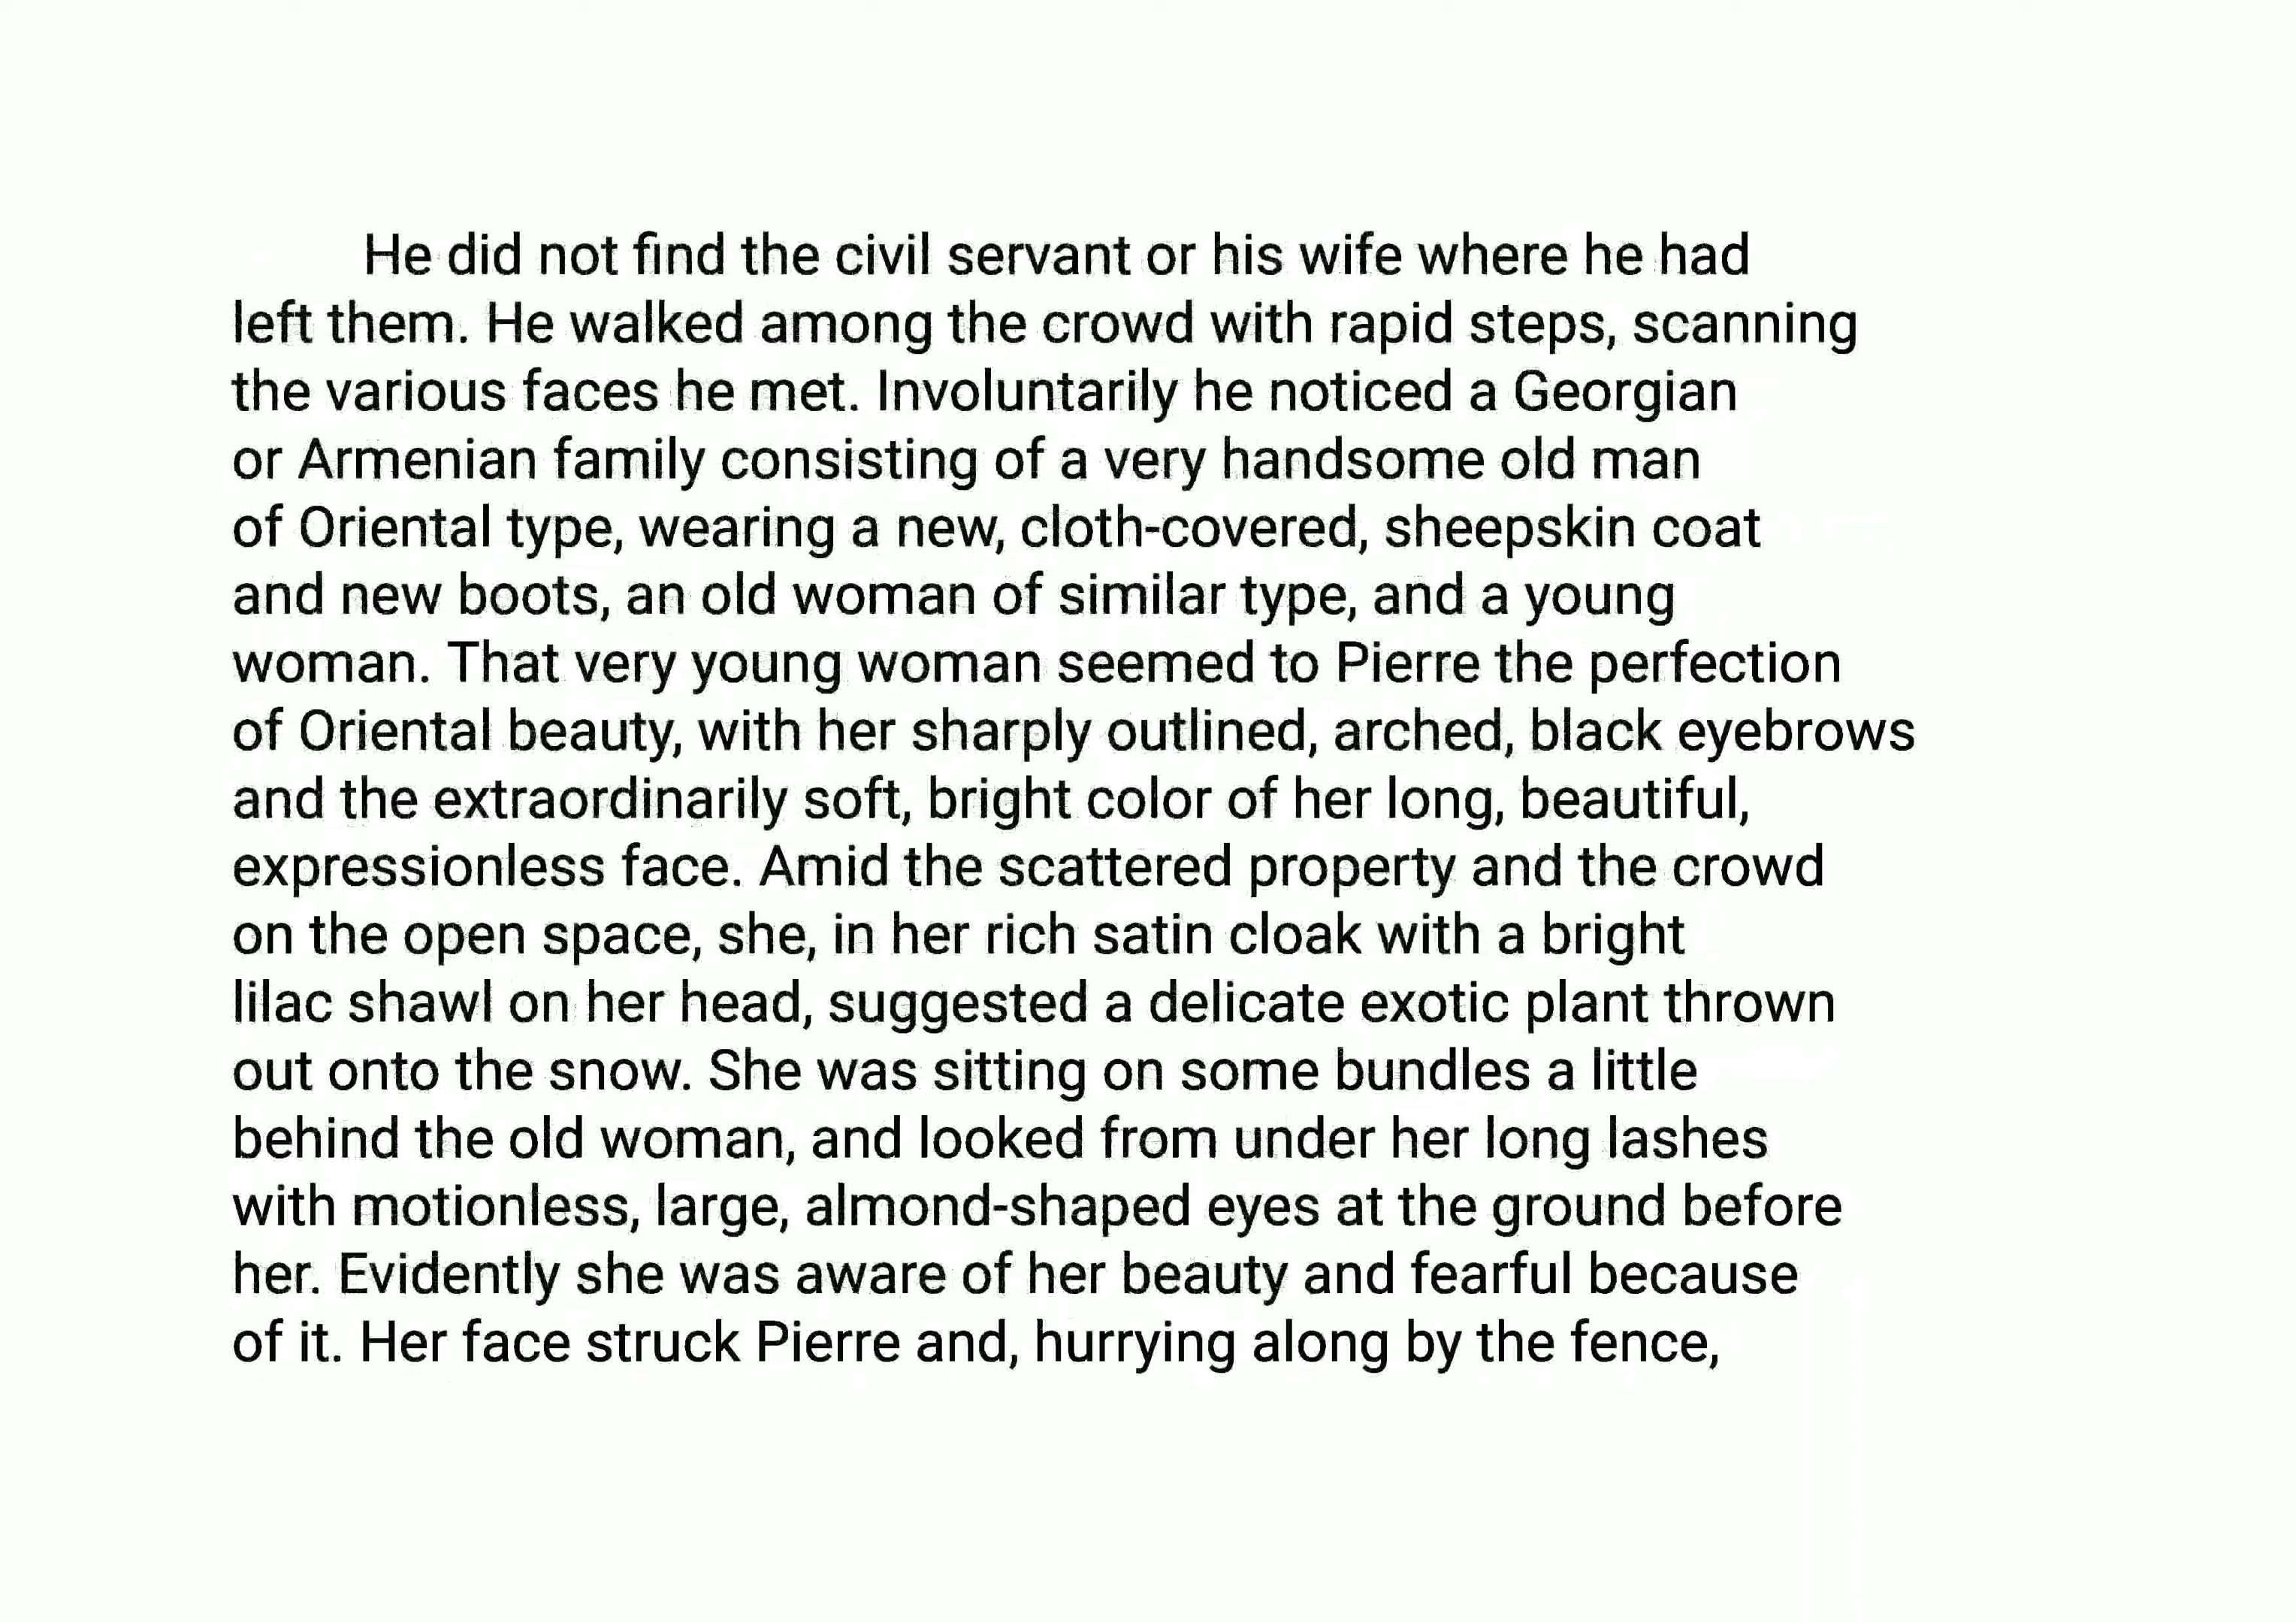 He did not find the civil servant or his wife where he had
left them. He walked among the crowd with rapid steps, scanning
the various faces he met. Involuntarily he noticed a Georgian
or Armenian family consisting of a very handsome old man
of Oriental type, wearing a new, cloth-covered, sheepskin coat
and new boots, an old woman of similar type, and a young
woman. That very young woman seemed to Pierre the perfection
of Oriental beauty, with her sharply outlined, arched, black eyebrows
and the extraordinarily soft, bright color of her long, beautiful,
expressionless face. Amid the scattered property and the crowd
on the open space, she, in her rich satin cloak with a bright
lilac shawl on her head, suggested a delicate exotic plant thrown
out onto the snow. She was sitting on some bundles a little
behind the old woman, and looked from under her long lashes
with motionless, large, almond-shaped eyes at the ground before
her. Evidently she was aware of her beauty and fearful because
of it. Her face struck Pierre and, hurrying along by the fence,